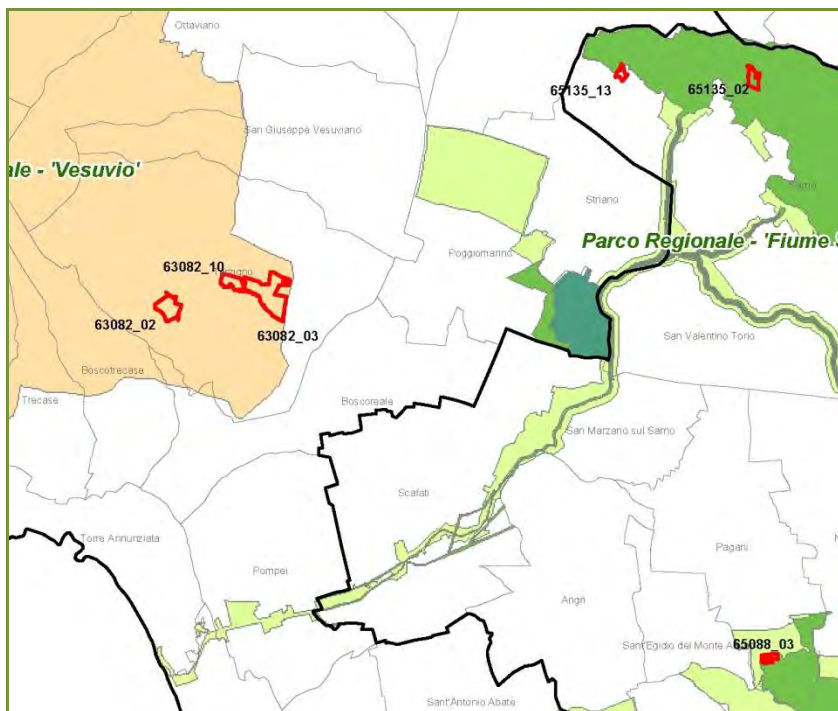 Ottaviano
San Giuseppe Vesuviano
ale - 'Vesuvio'
65135_13
65135_02
Striano
Sarno
Poggiomarino
Parco Regionale - 'Fiume S
63082_10
63082_02
63082_03
San Valentino Torio
Boscotrecase
Trecase
Boscoreale
San Marzano sul Sarno
Scafati
Torre Annunziata
Pagani
Pompei
Angri
Sant'Egidio del Monte
65088_03
Sant'Antonio Abate